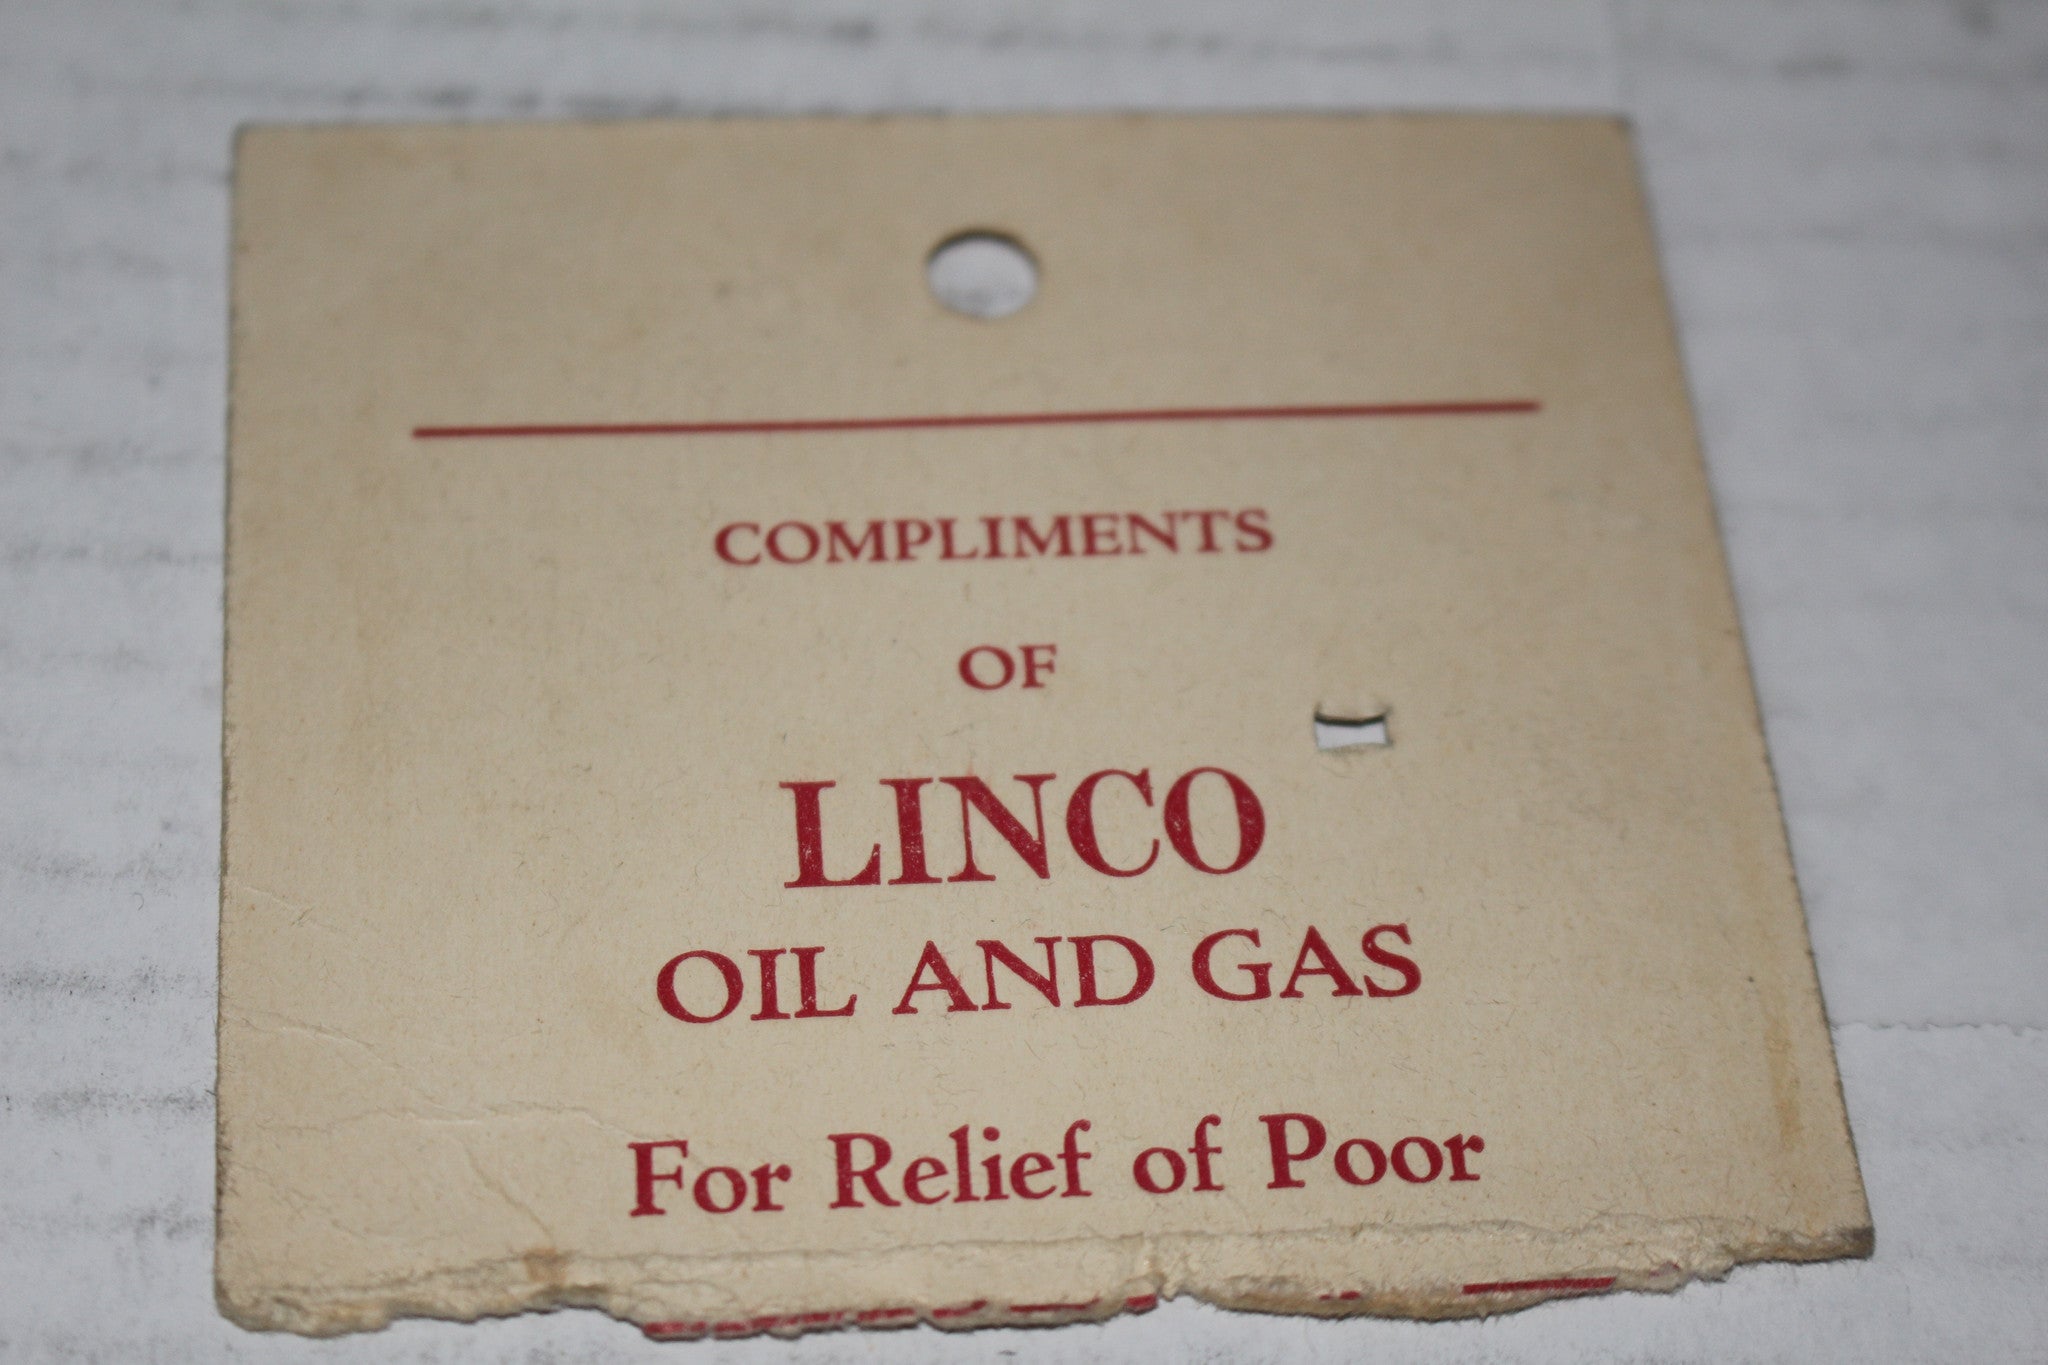 COMPLIMENTS
OF
LINCO
OIL AND GAS
For Relief of Poor